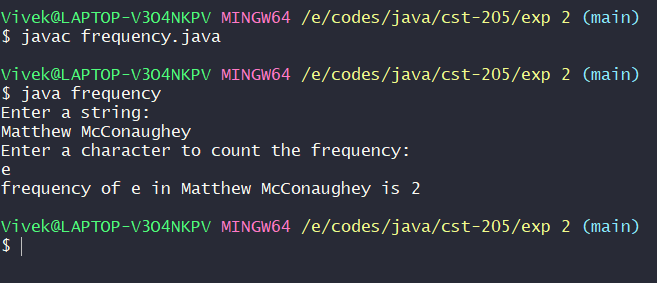 Vivek@LAPTOP-V3O4NKPV MINGW64 /e/codes/java/cst-205/exp 2 (main)
$ javac frequency.java
Vivek@LAPTOP-V3O4NKPV MINGW64 /e/codes/java/cst-205/exp 2 (main)
$ java frequency
Enter a string:
Matthew McConaughey
Enter a character to count the frequency:
e
frequency of e in Matthew McConaughey is 2
Vivek@LAPTOP-V3O4NKPV MINGW64 /e/codes/java/cst-205/exp 2 (main)
$